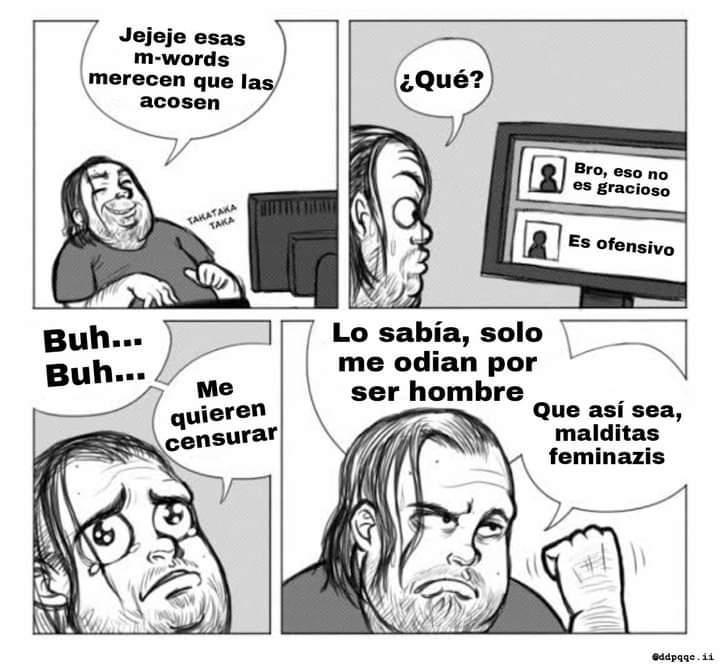 Jejeje esas
m-words
merecen que las
acosen
TAKATAKA
TAKA
¿Qué?
Bro, eso no
es gracioso
Es ofensivo
Buh...
Buh...
Me
quieren
censurar
Lo sabía, solo
me odian por
ser hombre
Que así sea,
malditas
feminazis
@ddpqqc.ii